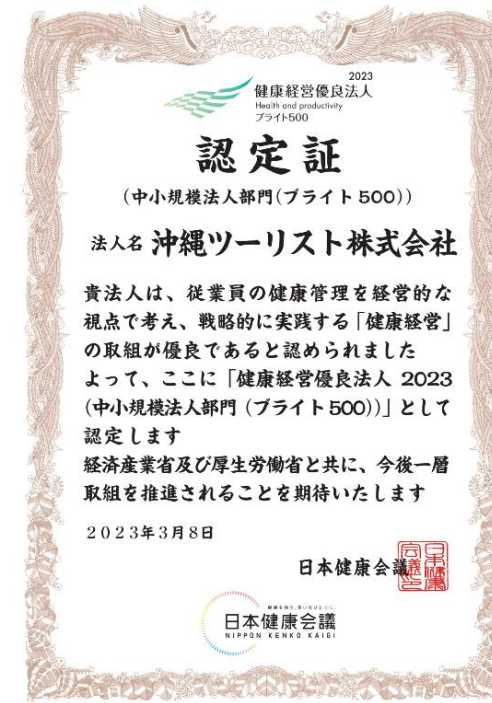 2023
健康経営優良法人
Health and productivity
ブライト500
認定証
(中小規模法人部門(ブライト500))
法人名 沖縄ツーリスト株式会社
貴法人は、従業員の健康管理を経営的な
視点で考え、戦略的に実践する「健康経営」
の取組が優良であると認められました
よって、ここに「健康経営優良法人 2023
(中小規模法人部門(ブライト500))」として
認定します
経済産業省及び厚生労働省と共に、今後一層
取組を推進されることを期待いたします
2023年3月8日
日本健康会議
日本健康会議
NIPPON KENKO KAIGI